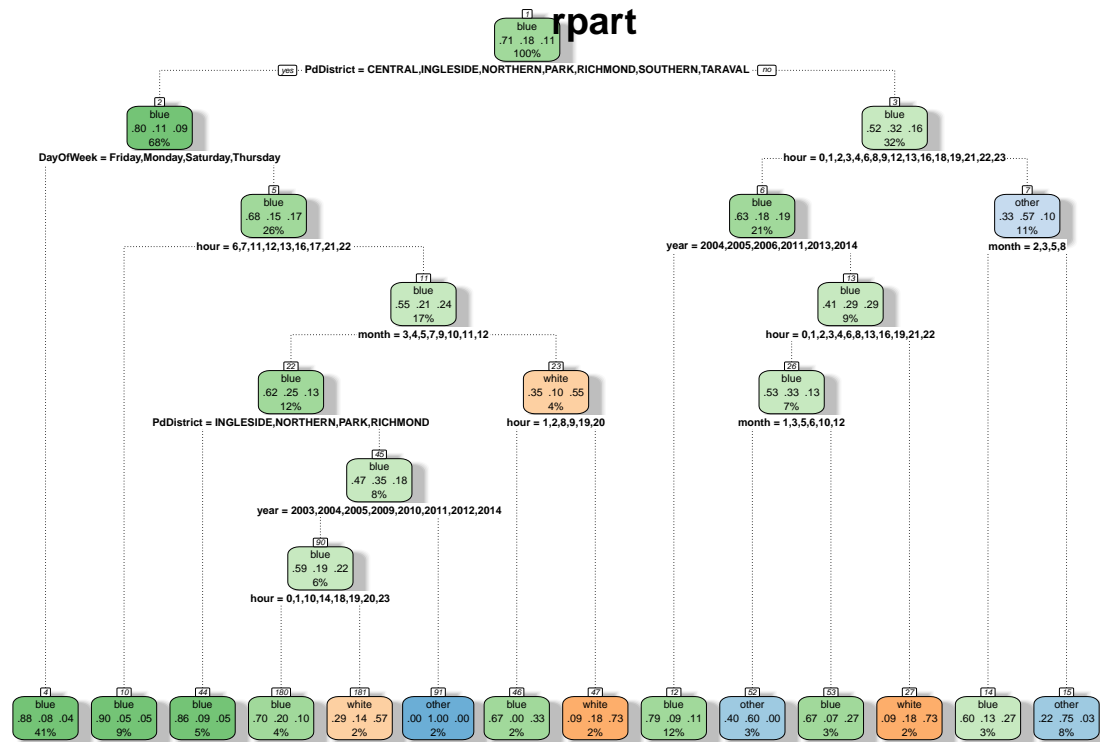 rpart
1
blue
.71 .18 .11
100%
yes PdDistrict = CENTRAL,INGLESIDE,NORTHERN,PARK,RICHMOND,SOUTHERN,TARAVAL no
2
blue
.80 .11 .09
68%
DayOfWeek = Friday,Monday,Saturday,Thursday
3
blue
.52 .32 .16
32%
hour = 0,1,2,3,4,6,8,9,12,13,16,18,19,21,22,23
5
blue
.68 .15 .17
26%
hour = 6,7,11,12,13,16,17,21,22
6
blue
.63 .18 .19
21%
year = 2004,2005,2006,2011,2013,2014
7
other
.33 .57 .10
11%
month = 2,3,5,8
11
blue
.55 .21 .24
17%
month = 3,4,5,7,9,10,11,12
13
blue
.41 .29 .29
9%
hour = 0,1,2,3,4,6,8,13,16,19,21,22
22
blue
.62 .25 .13
12%
PdDistrict = INGLESIDE,NORTHERN,PARK,RICHMOND
23
white
.35 .10 .55
4%
hour = 1,2,8,9,19,20
26
blue
.53 .33 .13
7%
month = 1,3,5,6,10,12
45
blue
.47 .35 .18
8%
year = 2003,2004,2005,2009,2010,2011,2012,2014
90
blue
.59 .19 .22
6%
hour = 0,1,10,14,18,19,20,23
4
blue
.88 .08 .04
41%
10
blue
.90 .05 .05
9%
44
blue
.86 .09 .05
5%
180
blue
.70 .20 .10
4%
181
white
.29 .14 .57
2%
91
other
.00 1.00 .00
2%
46
blue
.67 .00 .33
2%
47
white
.09 .18 .73
2%
12
blue
.79 .09 .11
12%
52
other
.40 .60 .00
3%
53
blue
.67 .07 .27
3%
27
white
.09 .18 .73
2%
14
blue
.60 .13 .27
3%
15
other
.22 .75 .03
8%